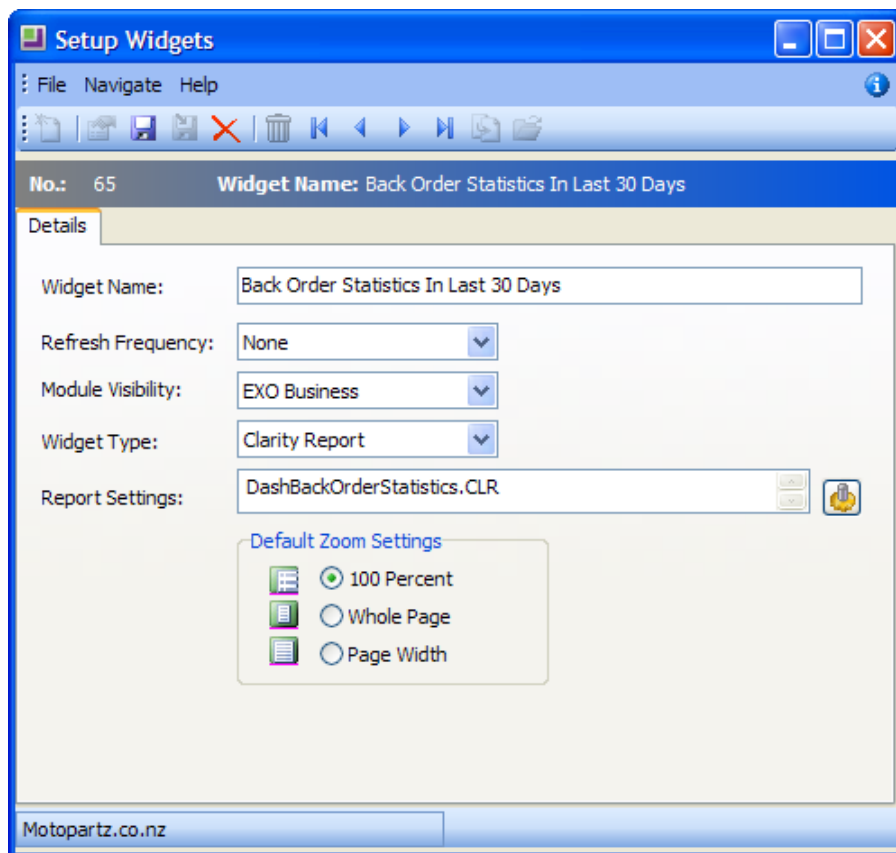 Setup Widgets
File Navigate Help
No.: 65 Widget Name: Back Order Statistics In Last 30 Days
Details
Widget Name: Back Order Statistics In Last 30 Days
Refresh Frequency: None
Module Visibility: EXO Business
Widget Type: Clarity Report
Report Settings: DashBackOrderStatistics.CLR
Default Zoom Settings
100 Percent
Whole Page
Page Width
Motopartz.co.nz